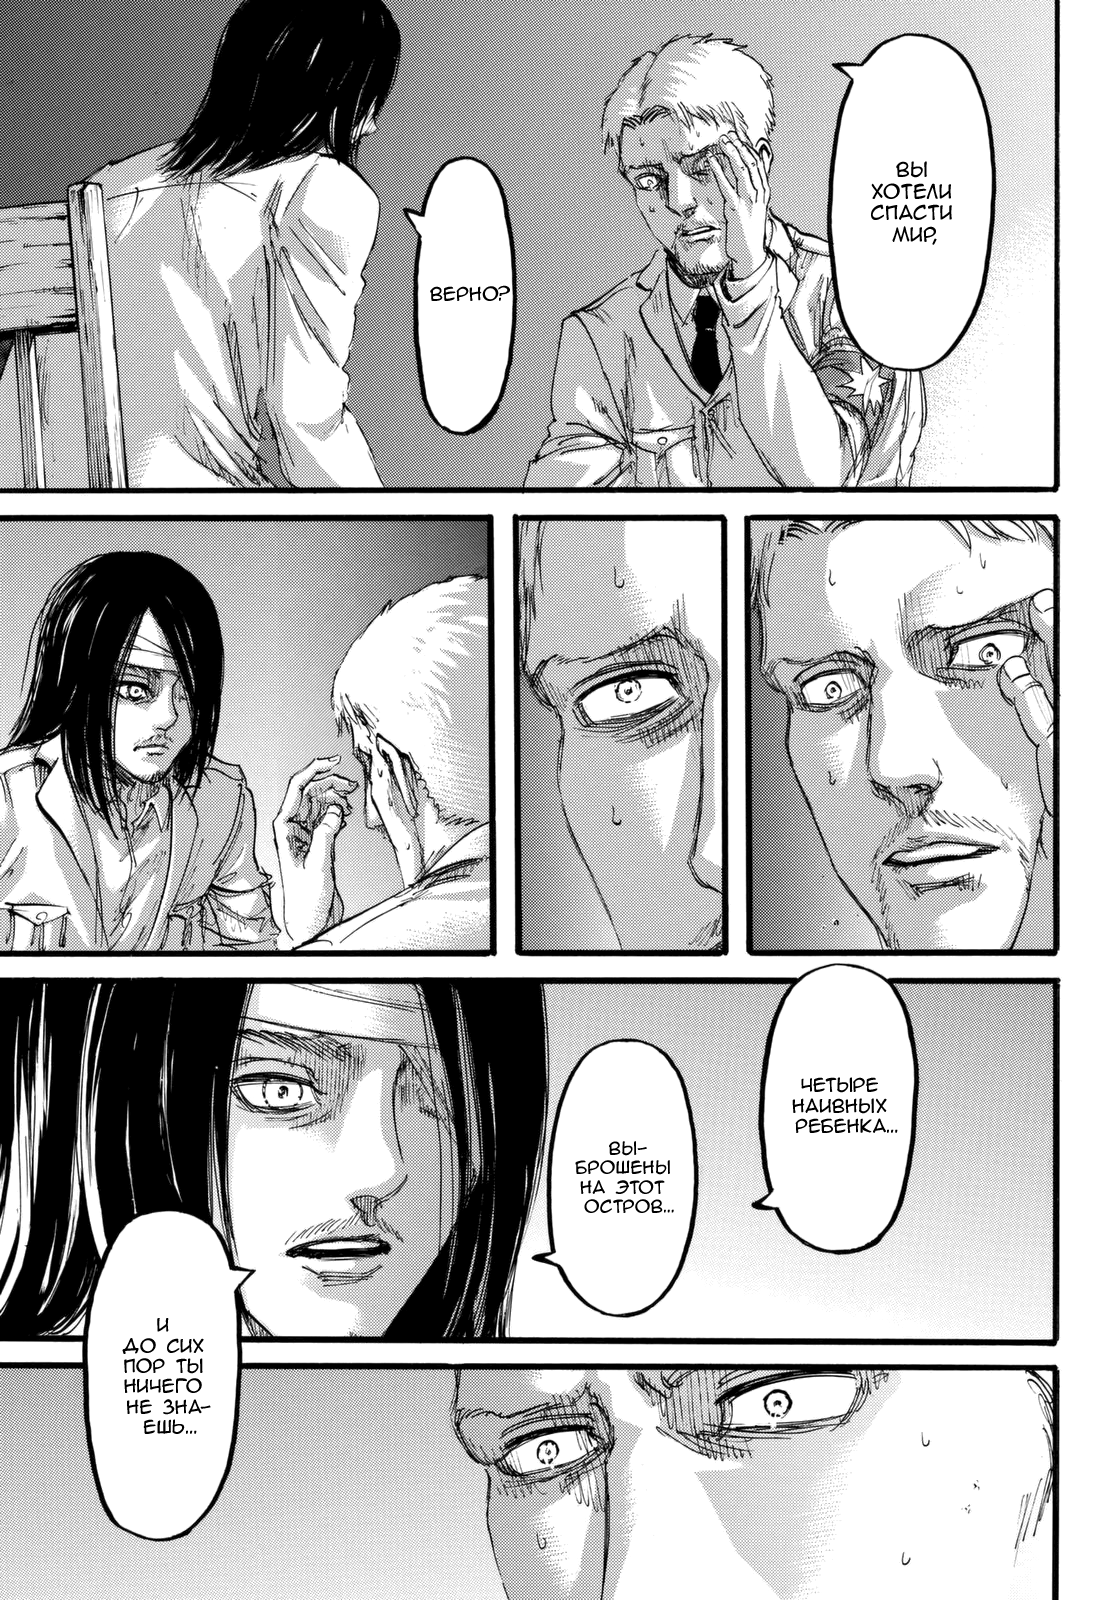 ВЫ
ХОТЕЛИ
СПАСТИ
МИР,
ВЕРНО?
ЧЕТЫРЕ
НАИВНЫХ
РЕБЕНКА...
ВЫ-
БРОШЕНЫ
НА ЭТОТ
ОСТРОВ...
И
ДО СИХ
ПОР ТЫ
НИЧЕГО
НЕ ЗНА-
ЕШЬ...